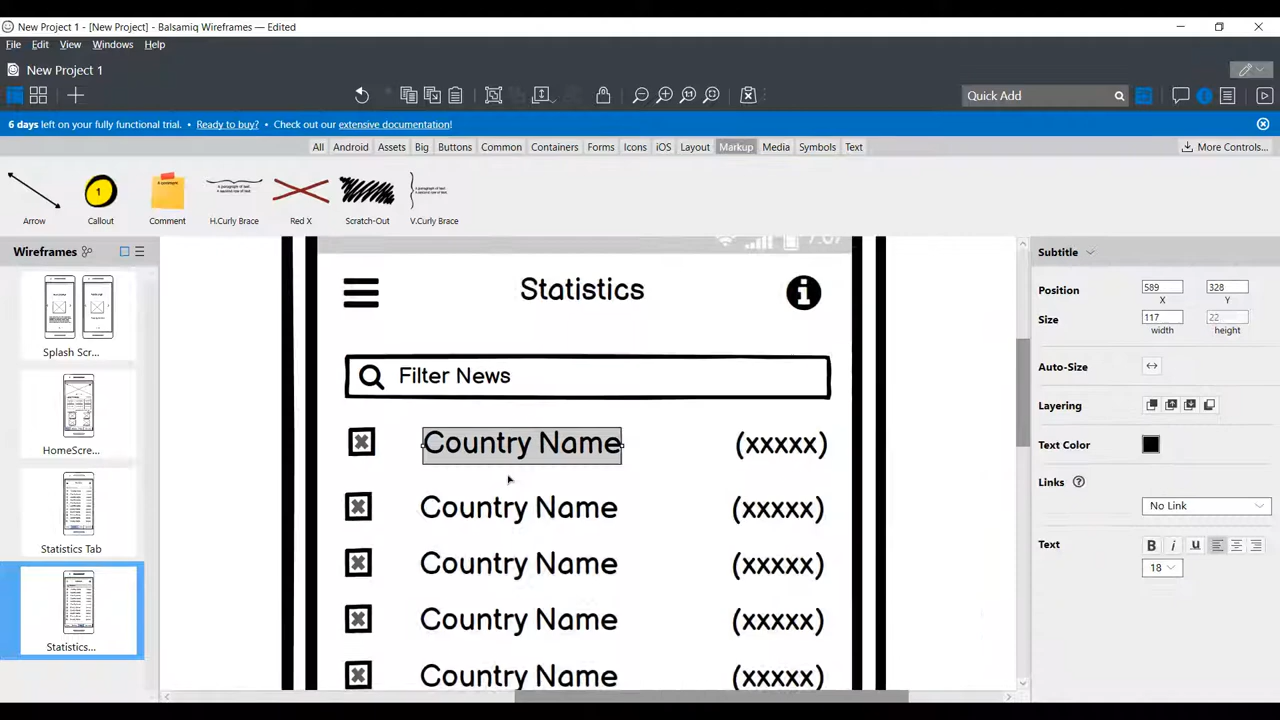 New Project 1 - [New Project] - Balsamiq Wireframes — Edited
File Edit View Windows Help
New Project 1
Quick Add
6 days left on your fully functional trial. • Ready to buy? • Check out our extensive documentation!
All Android Assets Big Buttons Common Containers Forms Icons iOS Layout Markup Media Symbols Text More Controls...
Arrow
1
Callout
Comment
H.Curly Brace
Red X
Scratch-Out
V.Curly Brace
Wireframes
Splash Scr...
HomeScre...
Statistics Tab
Statistics...
7:07
Statistics
Filter News
Country Name (xxxxx)
Country Name (xxxxx)
Country Name (xxxxx)
Country Name (xxxxx)
Country Name (xxxxx)
Subtitle
Position 589 328
X Y
Size 117 22
width height
Auto-Size
Layering
Text Color
Links ?
No Link
Text B i u
18